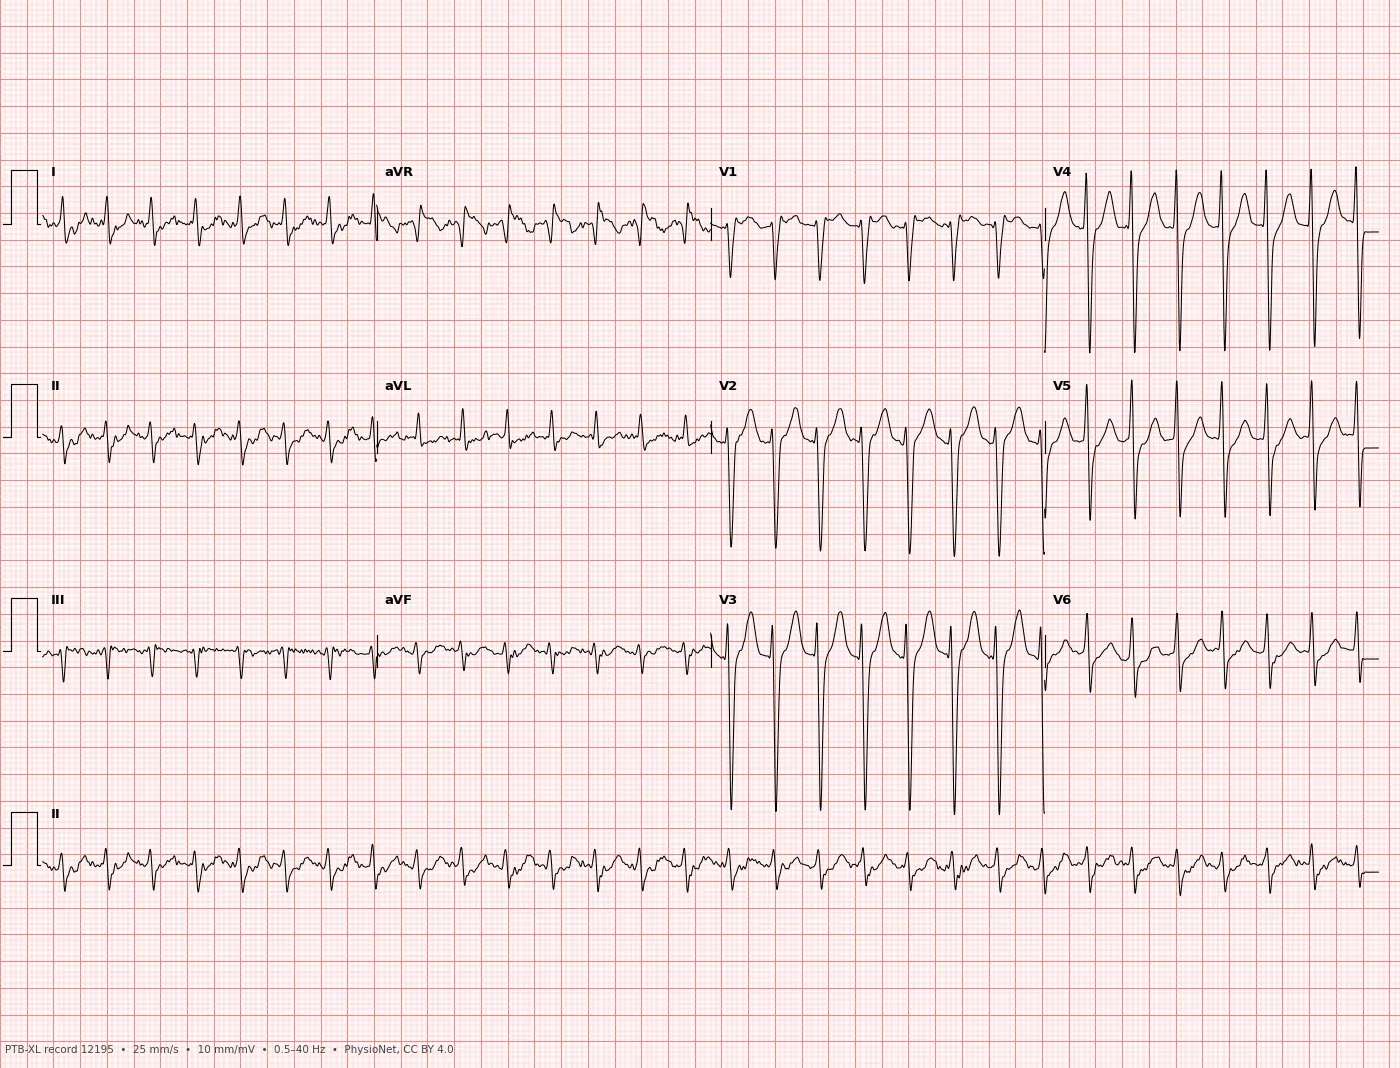 I aVR V1 V4
II aVL V2 V5
III aVF V3 V6
II
PTB-XL record 12195 • 25 mm/s • 10 mm/mV • 0.5–40 Hz • PhysioNet, CC BY 4.0